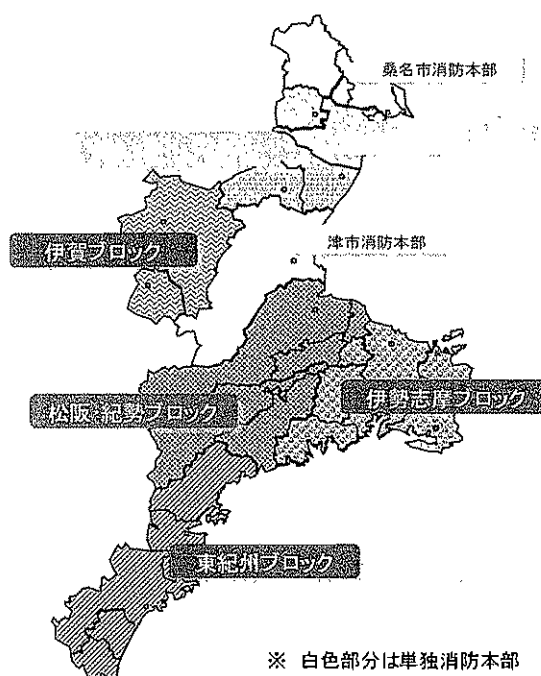 桑名市消防本部
伊賀ブロック
津市消防本部
松阪 紀勢ブロック
伊勢志摩ブロック
東紀州ブロック
※ 白色部分は単独消防本部